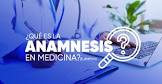 ¿QUÉ ES LA
ANAMNESIS
EN MEDICINA?